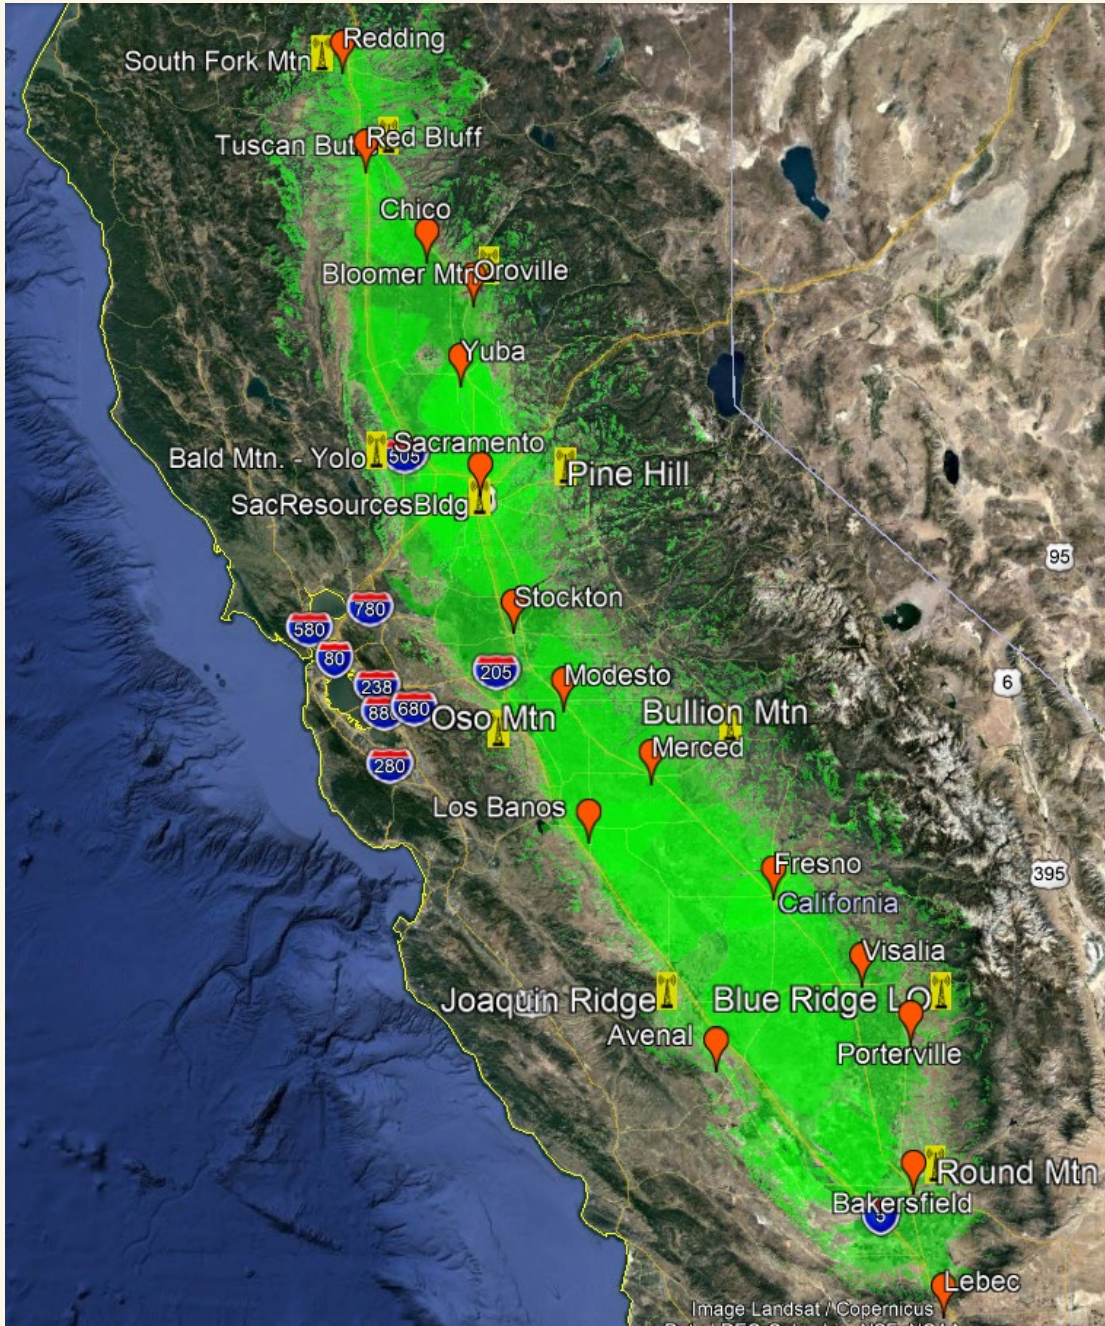 Redding
South Fork Mtn
Tuscan Butte
Red Bluff
Chico
Bloomer Mtn
Oroville
Yuba
Sacramento
505
Bald Mtn. - Yolo
Pine Hill
SacResourcesBldg
95
780
Stockton
580
80
205
238
Modesto
6
680
880
Oso Mtn
Bullion Mtn
Merced
280
Los Banos
Fresno
395
California
Visalia
Joaquin Ridge
Blue Ridge LO
Avenal
Porterville
Round Mtn
Bakersfield
5
Lebec
Image Landsat / Copernicus